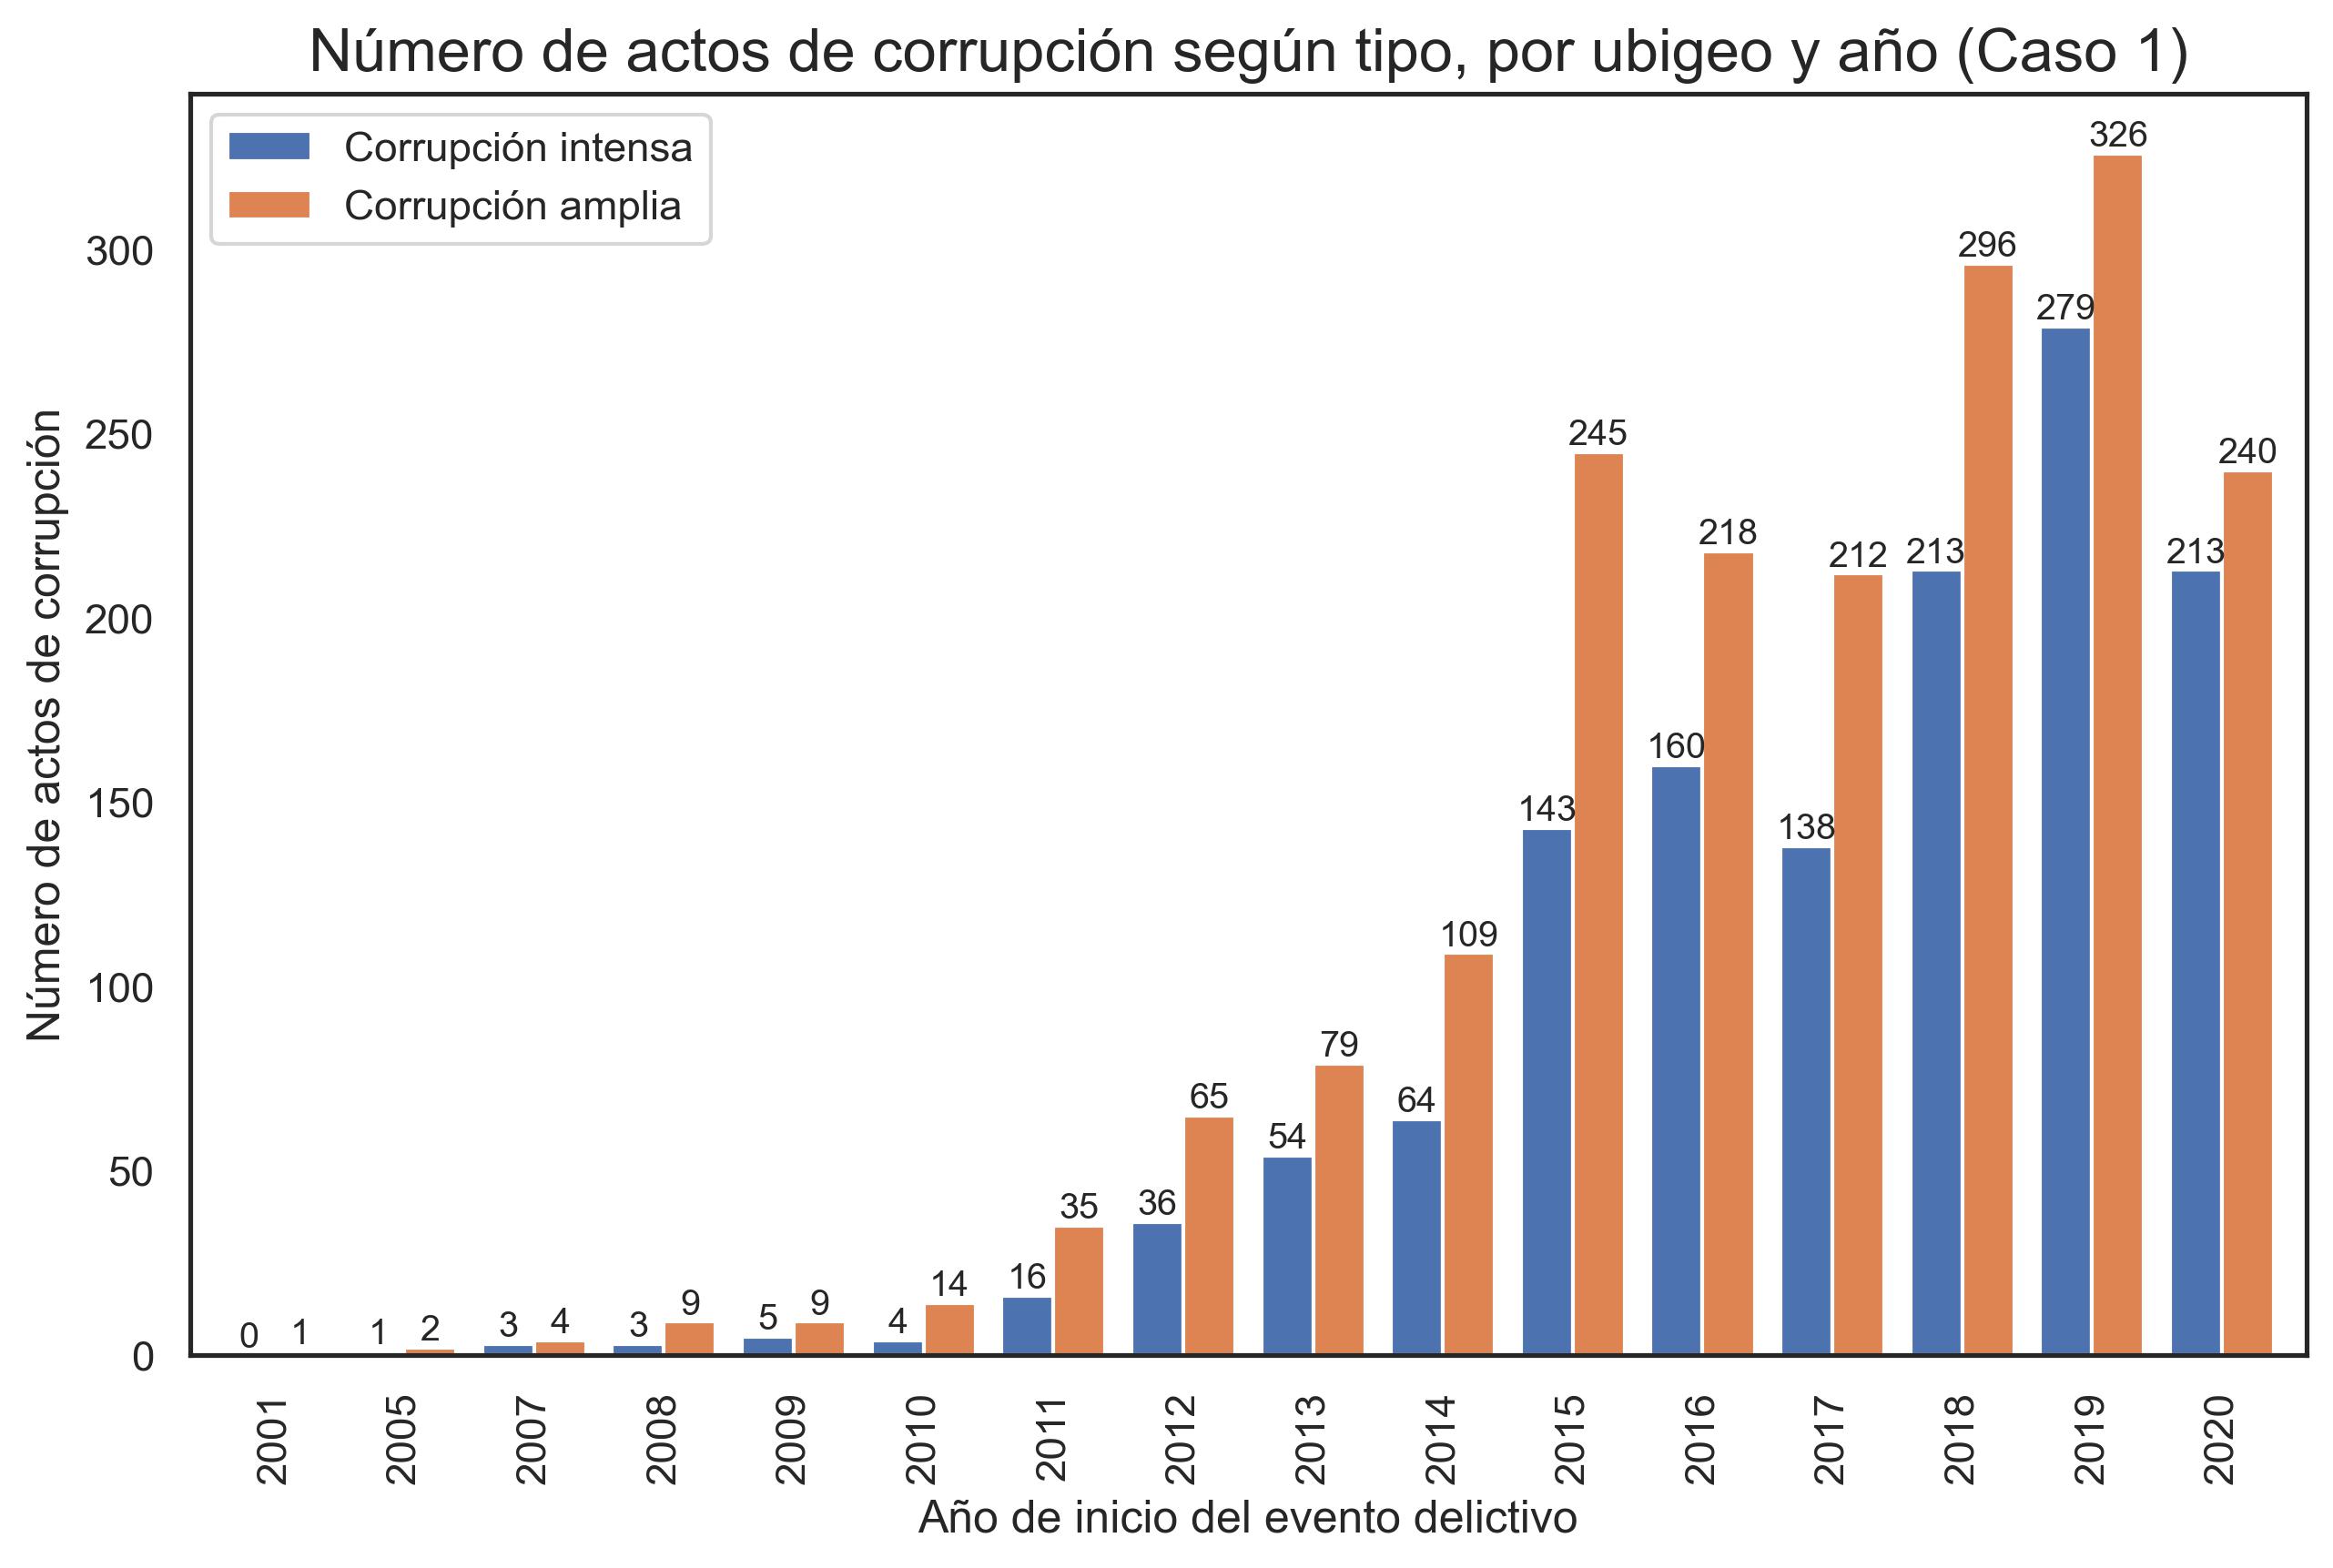 Número de actos de corrupción según tipo, por ubigeo y año (Caso 1)
Corrupción intensa
Corrupción amplia
Número de actos de corrupción
300
250
200
150
100
50
0
0 1 1 2 3 4 3 9 5 9 4 14 16 35 36 65 54 79 64 109 143 245 160 218 138 212 213 296 279 326 213 240
2001 2005 2007 2008 2009 2010 2011 2012 2013 2014 2015 2016 2017 2018 2019 2020
Año de inicio del evento delictivo